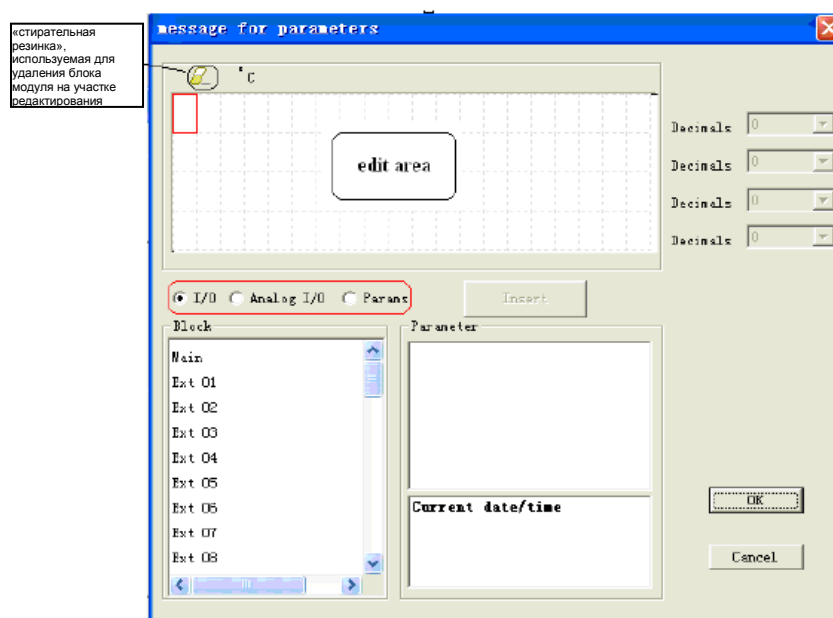 «стирательная
резинка»,
используемая для
удаления блока
модуля на участке
редактирования
message for parameters
°C
edit area
Decimals 0
Decimals 0
Decimals 0
Decimals 0
I/O Analog I/O Params
Insert
Block
Parameter
Main
Ext 01
Ext 02
Ext 03
Ext 04
Ext 05
Ext 06
Ext 07
Ext 08
Current date/time
OK
Cancel